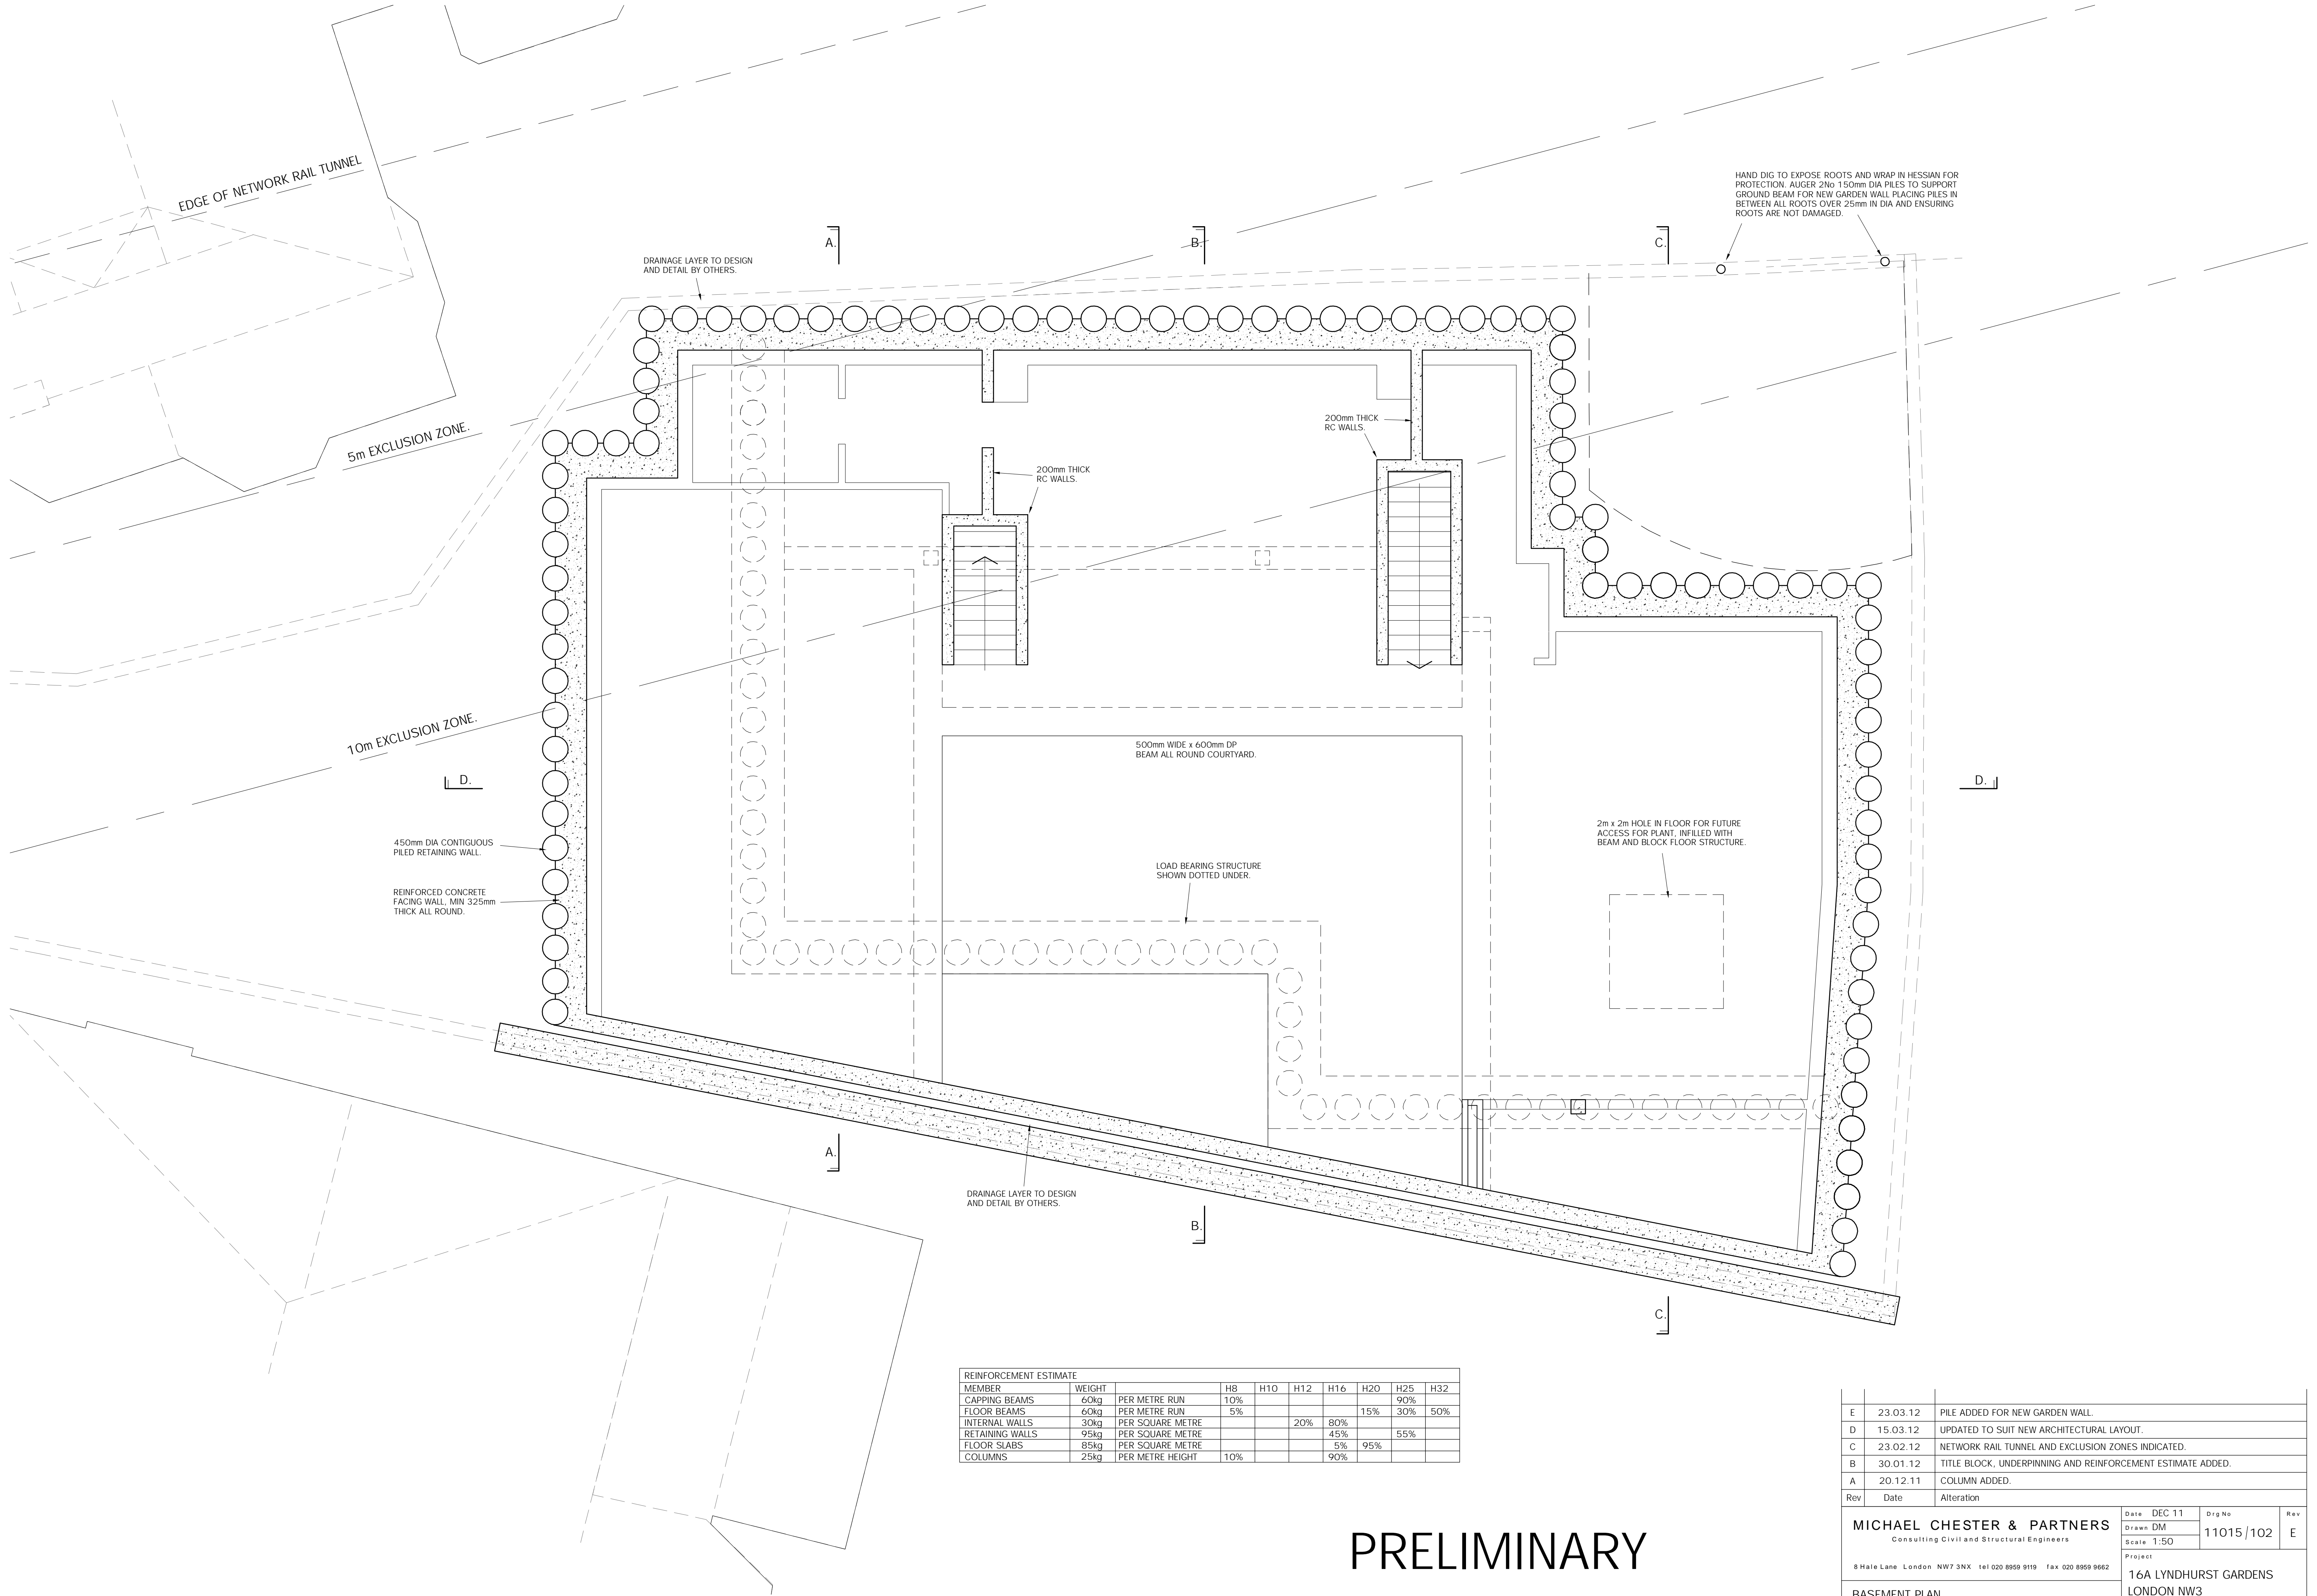 EDGE OF NETWORK RAIL TUNNEL
HAND DIG TO EXPOSE ROOTS AND WRAP IN HESSIAN FOR
PROTECTION. AUGER 2No 150mm DIA PILES TO SUPPORT
GROUND BEAM FOR NEW GARDEN WALL PLACING PILES IN
BETWEEN ALL ROOTS OVER 25mm IN DIA AND ENSURING
ROOTS ARE NOT DAMAGED.
A.
B.
C.
DRAINAGE LAYER TO DESIGN
AND DETAIL BY OTHERS.
5m EXCLUSION ZONE.
200mm THICK
RC WALLS.
200mm THICK
RC WALLS.
10m EXCLUSION ZONE.
500mm WIDE x 600mm DP
BEAM ALL ROUND COURTYARD.
D.
D.
450mm DIA CONTIGUOUS
PILED RETAINING WALL.
2m x 2m HOLE IN FLOOR FOR FUTURE
ACCESS FOR PLANT, INFILLED WITH
BEAM AND BLOCK FLOOR STRUCTURE.
LOAD BEARING STRUCTURE
SHOWN DOTTED UNDER.
REINFORCED CONCRETE
FACING WALL, MIN 325mm
THICK ALL ROUND.
A.
DRAINAGE LAYER TO DESIGN
AND DETAIL BY OTHERS.
B.
C.
REINFORCEMENT ESTIMATE
MEMBER WEIGHT H8 H10 H12 H16 H20 H25 H32
CAPPING BEAMS 60kg PER METRE RUN 10% 90%
FLOOR BEAMS 60kg PER METRE RUN 5% 15% 30% 50%
INTERNAL WALLS 30kg PER SQUARE METRE 20% 80%
RETAINING WALLS 95kg PER SQUARE METRE 45% 55%
FLOOR SLABS 85kg PER SQUARE METRE 5% 95%
COLUMNS 25kg PER METRE HEIGHT 10% 90%
E 23.03.12 PILE ADDED FOR NEW GARDEN WALL.
D 15.03.12 UPDATED TO SUIT NEW ARCHITECTURAL LAYOUT.
C 23.02.12 NETWORK RAIL TUNNEL AND EXCLUSION ZONES INDICATED.
B 30.01.12 TITLE BLOCK, UNDERPINNING AND REINFORCEMENT ESTIMATE ADDED.
A 20.12.11 COLUMN ADDED.
Rev Date Alteration
MICHAEL CHESTER & PARTNERS
Consulting Civil and Structural Engineers
8 Hale Lane London NW7 3NX tel 020 8959 9119 fax 020 8959 9662
Date DEC 11
Drawn DM
Scale 1:50
Drg No
11015/102
Rev
E
Project
16A LYNDHURST GARDENS
LONDON NW3
BASEMENT PLAN
PRELIMINARY